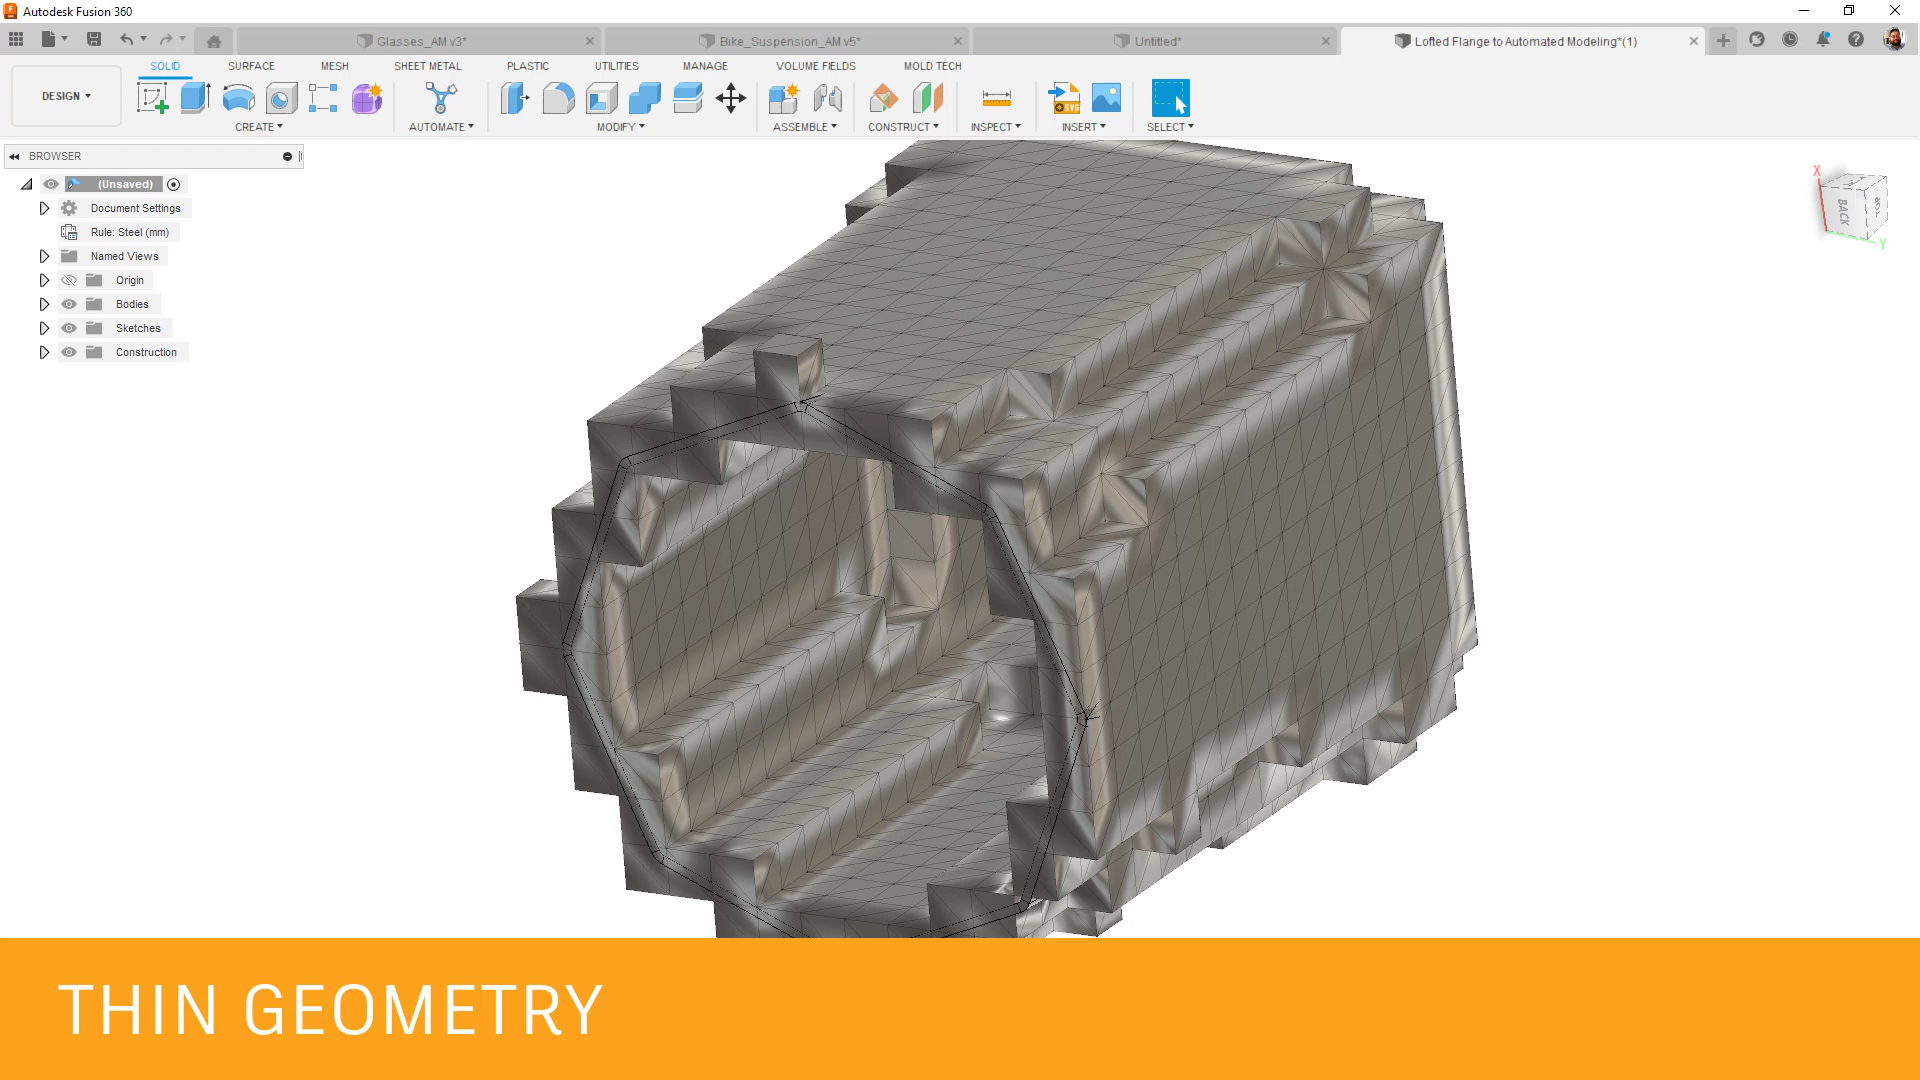 Autodesk Fusion 360
Glasses_AM v3*
Bike_Suspension_AM v5*
Untitled*
Lofted Flange to Automated Modeling*(1)
SOLID
SURFACE
MESH
SHEET METAL
PLASTIC
UTILITIES
MANAGE
VOLUME FIELDS
MOLD TECH
DESIGN
SVG
CREATE
AUTOMATE
MODIFY
ASSEMBLE
CONSTRUCT
INSPECT
INSERT
SELECT
BROWSER
(Unsaved)
Document Settings
Rule: Steel (mm)
Named Views
Origin
Bodies
Sketches
Construction
X
BACK
Y
THIN GEOMETRY